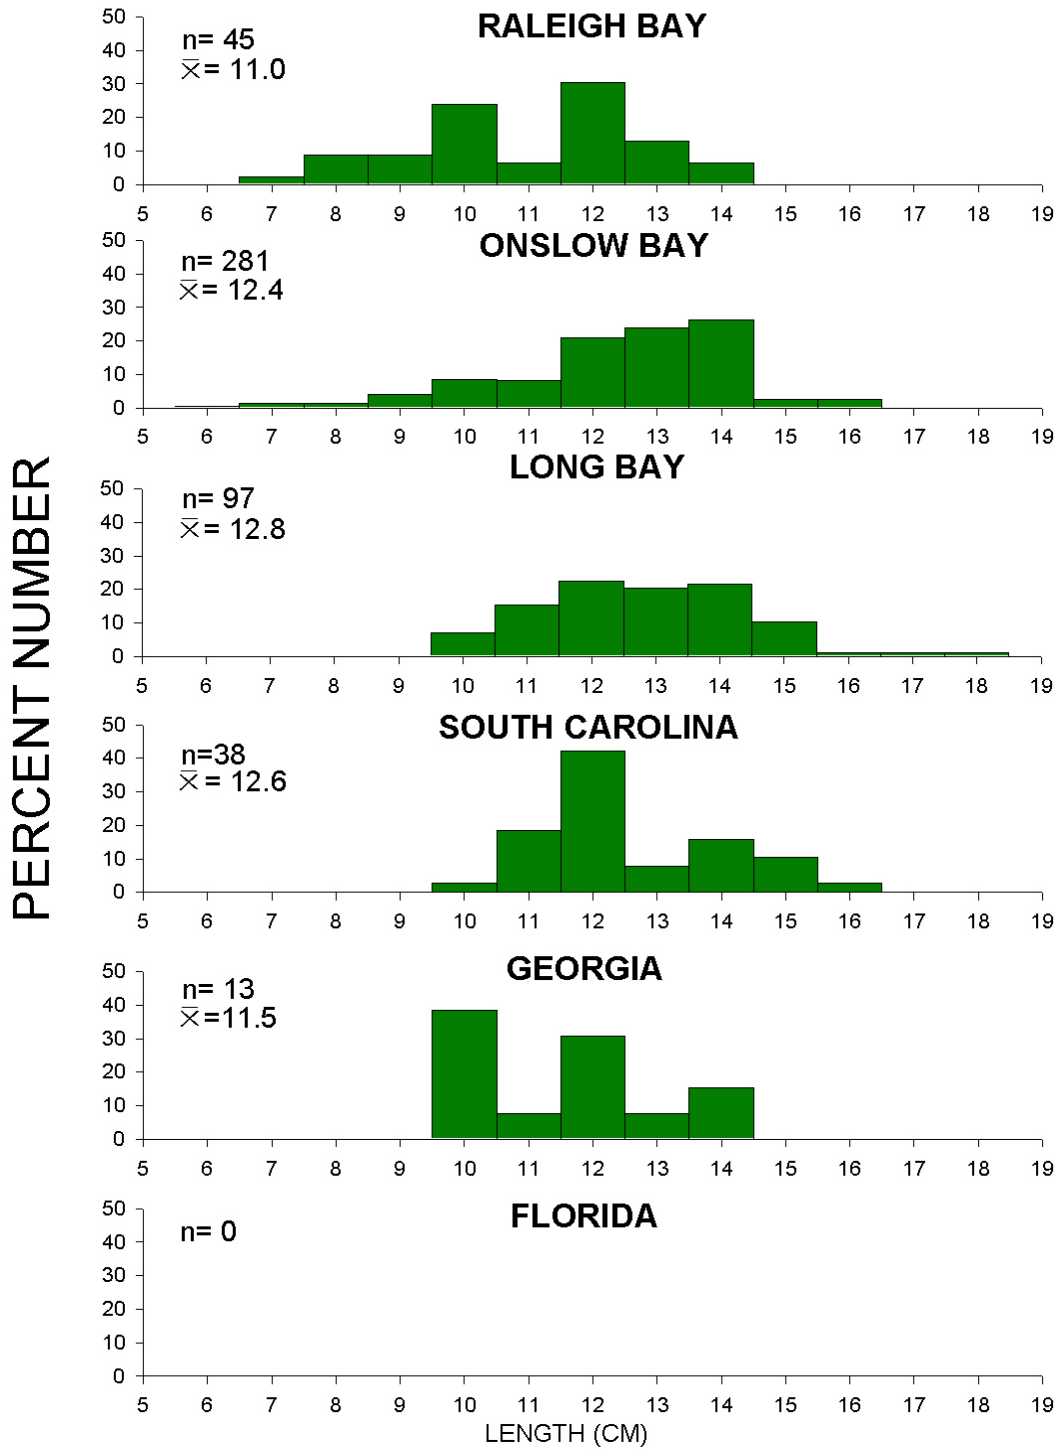 PERCENT NUMBER
RALEIGH BAY
n= 45
x̄= 11.0
50
40
30
20
10
0
5 6 7 8 9 10 11 12 13 14 15 16 17 18 19
ONSLOW BAY
n= 281
x̄= 12.4
50
40
30
20
10
0
5 6 7 8 9 10 11 12 13 14 15 16 17 18 19
LONG BAY
n= 97
x̄= 12.8
50
40
30
20
10
0
5 6 7 8 9 10 11 12 13 14 15 16 17 18 19
SOUTH CAROLINA
n=38
x̄ = 12.6
50
40
30
20
10
0
5 6 7 8 9 10 11 12 13 14 15 16 17 18 19
GEORGIA
n= 13
x̄=11.5
50
40
30
20
10
0
5 6 7 8 9 10 11 12 13 14 15 16 17 18 19
FLORIDA
n= 0
50
40
30
20
10
0
5 6 7 8 9 10 11 12 13 14 15 16 17 18 19
LENGTH (CM)